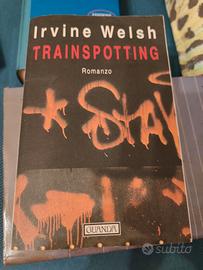 Irvine Welsh
TRAINSPOTTING
Romanzo
GUANDA
subito